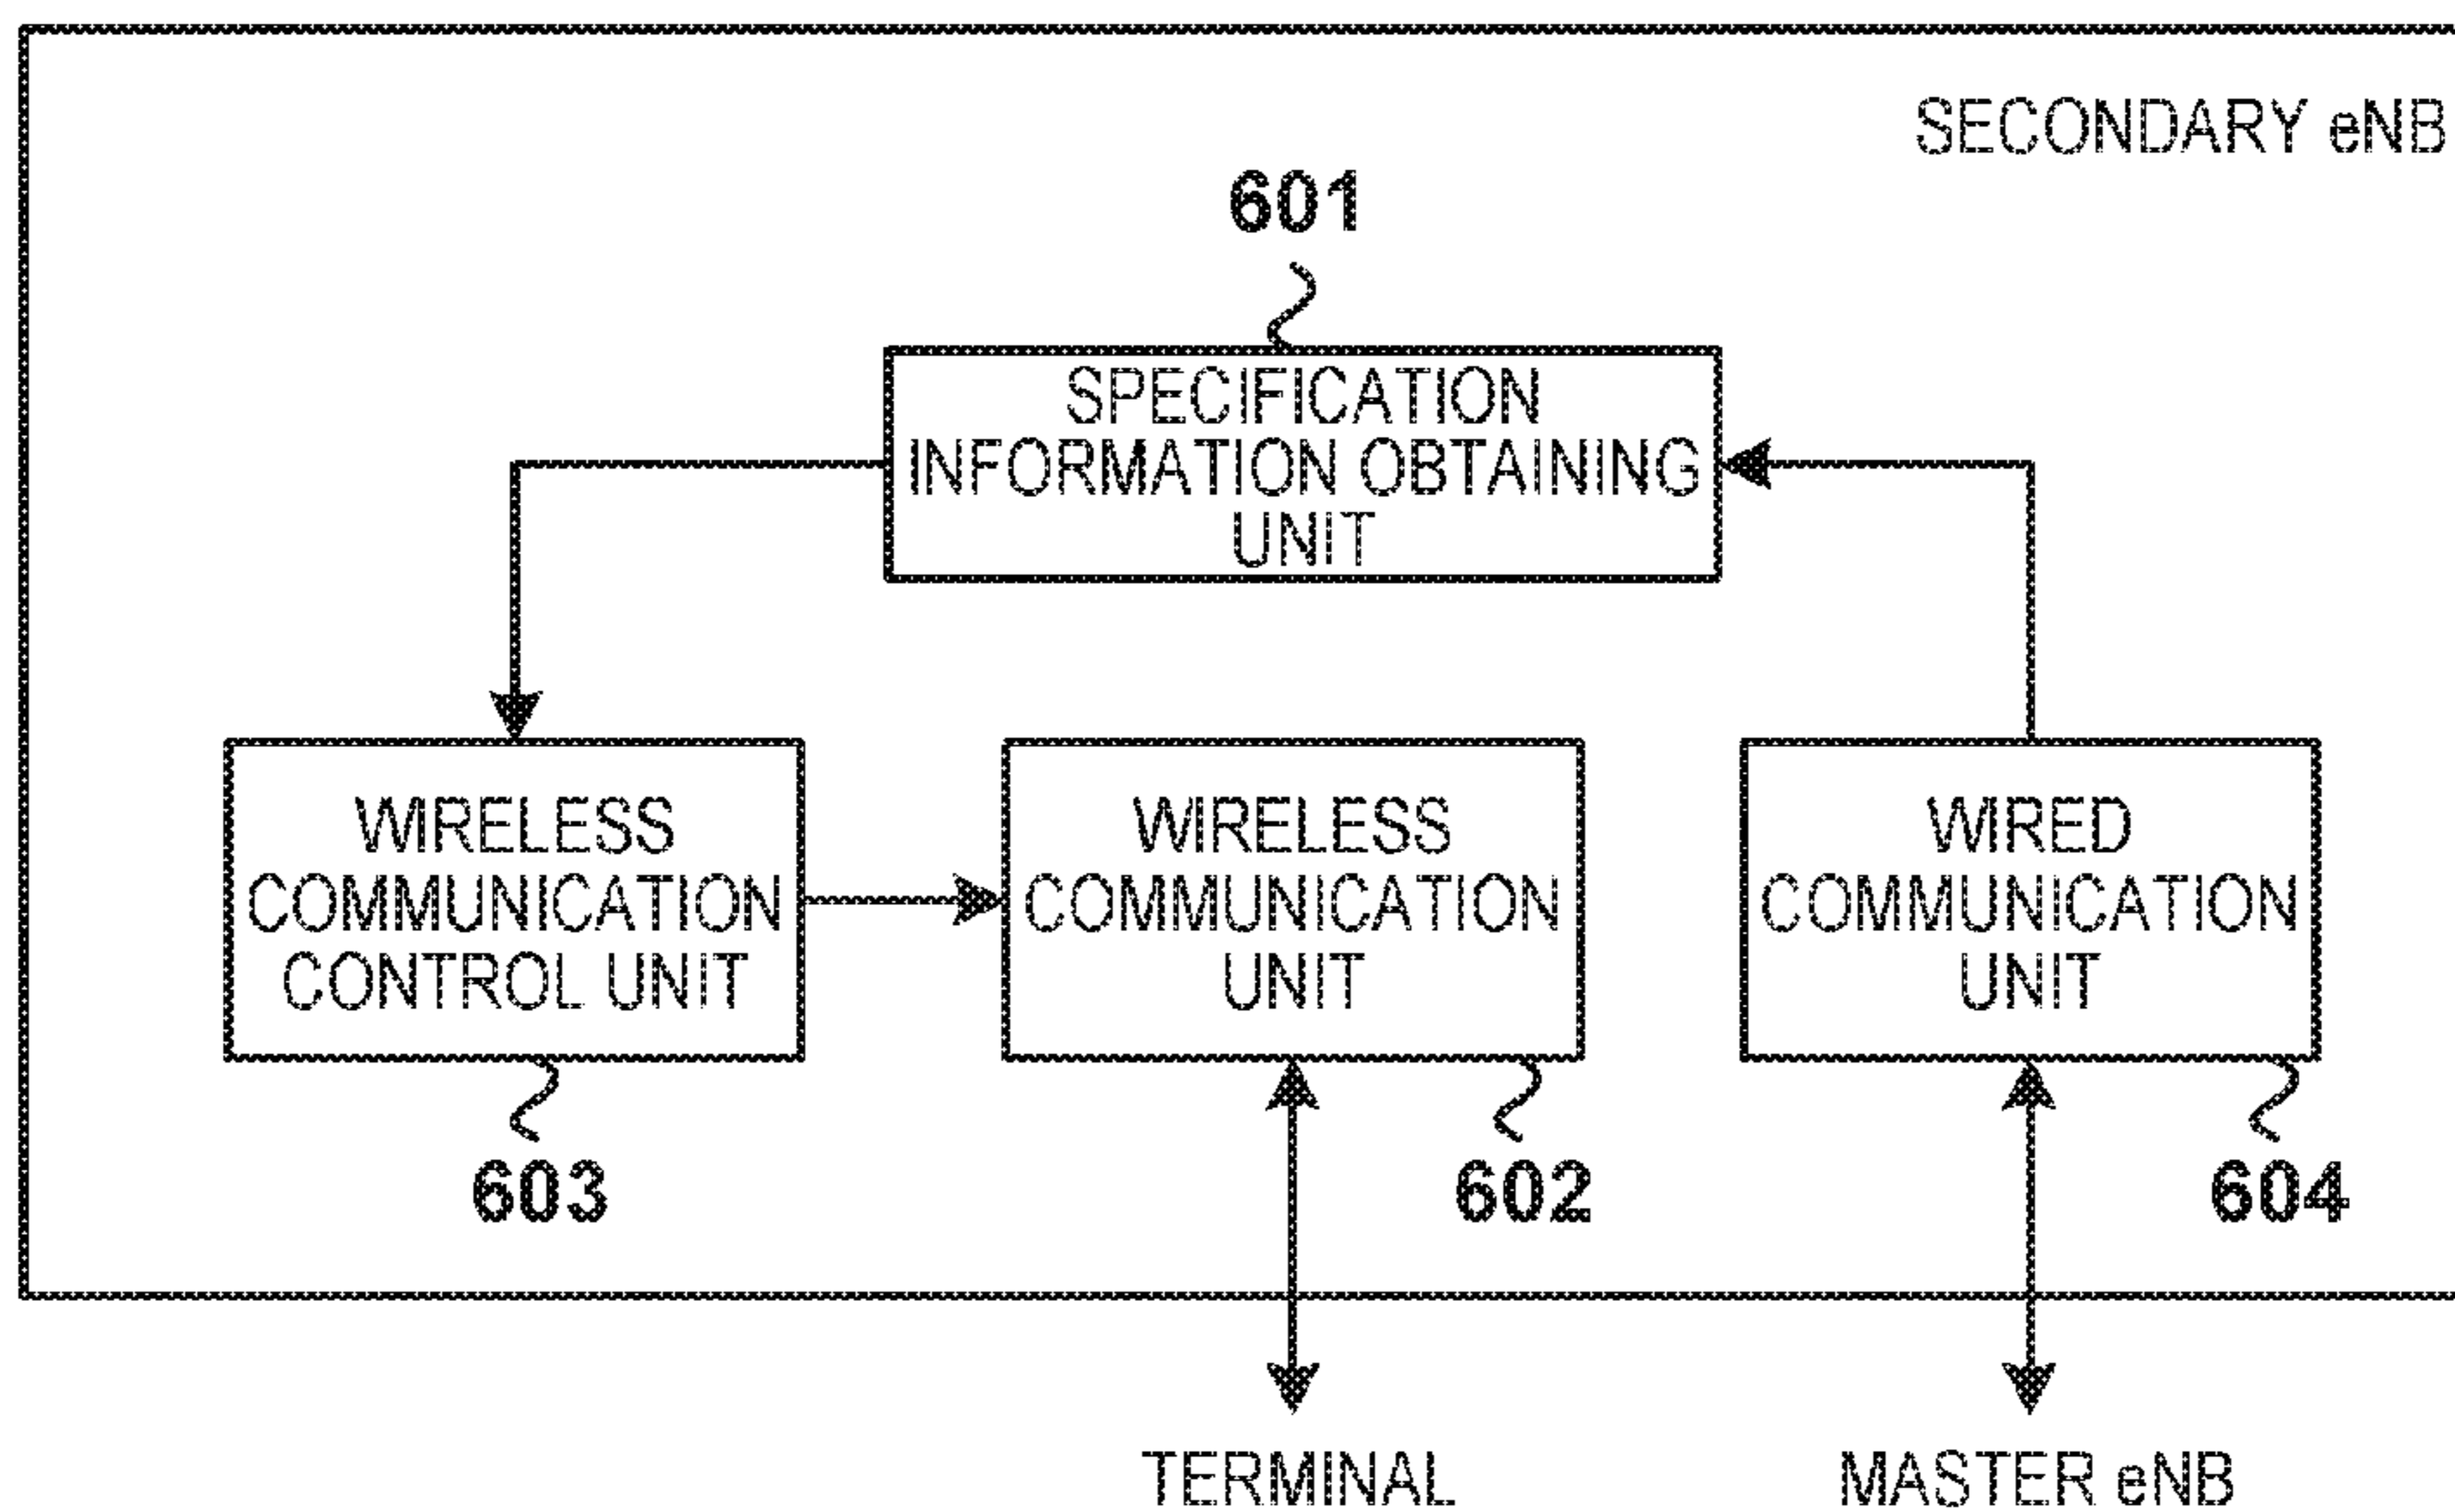 SECONDARY eNB
601
SPECIFICATION
INFORMATION OBTAINING
UNIT
WIRELESS
COMMUNICATION
CONTROL UNIT
WIRELESS
COMMUNICATION
UNIT
WIRED
COMMUNICATION
UNIT
603
602
604
TERMINAL
MASTER eNB